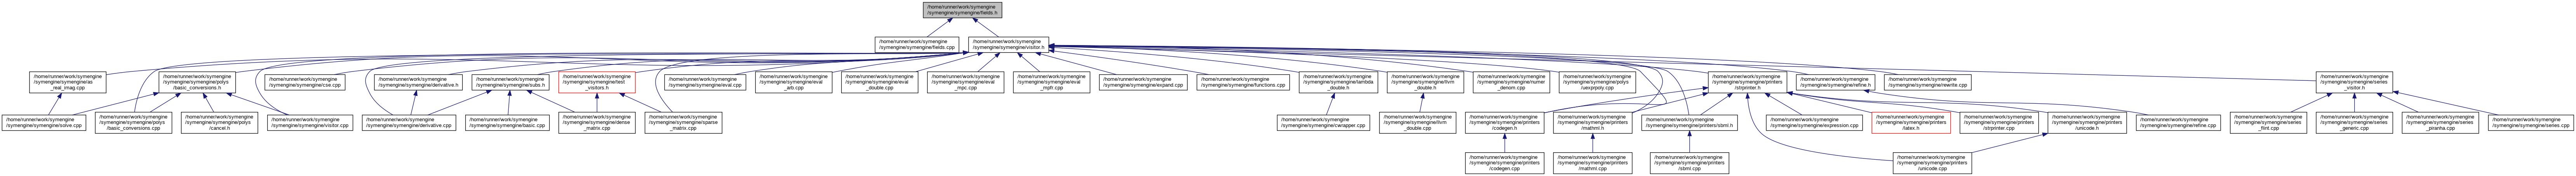 /home/runner/work/symengine
/symengine/symengine/fields.h
/home/runner/work/symengine
/symengine/symengine/fields.cpp
/home/runner/work/symengine
/symengine/symengine/visitor.h
/home/runner/work/symengine
/symengine/symengine/as
_real_imag.cpp
/home/runner/work/symengine
/symengine/symengine/polys
/basic_conversions.h
/home/runner/work/symengine
/symengine/symengine/cse.cpp
/home/runner/work/symengine
/symengine/symengine/derivative.h
/home/runner/work/symengine
/symengine/symengine/subs.h
/home/runner/work/symengine
/symengine/symengine/test
_visitors.h
/home/runner/work/symengine
/symengine/symengine/eval.cpp
/home/runner/work/symengine
/symengine/symengine/eval
_arb.cpp
/home/runner/work/symengine
/symengine/symengine/eval
_double.cpp
/home/runner/work/symengine
/symengine/symengine/eval
_mpc.cpp
/home/runner/work/symengine
/symengine/symengine/eval
_mpfr.cpp
/home/runner/work/symengine
/symengine/symengine/expand.cpp
/home/runner/work/symengine
/symengine/symengine/functions.cpp
/home/runner/work/symengine
/symengine/symengine/lambda
_double.h
/home/runner/work/symengine
/symengine/symengine/llvm
_double.h
/home/runner/work/symengine
/symengine/symengine/numer
_denom.cpp
/home/runner/work/symengine
/symengine/symengine/polys
/uexprpoly.cpp
/home/runner/work/symengine
/symengine/symengine/printers
/strprinter.h
/home/runner/work/symengine
/symengine/symengine/refine.h
/home/runner/work/symengine
/symengine/symengine/rewrite.cpp
/home/runner/work/symengine
/symengine/symengine/series
_visitor.h
/home/runner/work/symengine
/symengine/symengine/solve.cpp
/home/runner/work/symengine
/symengine/symengine/polys
/basic_conversions.cpp
/home/runner/work/symengine
/symengine/symengine/polys
/cancel.h
/home/runner/work/symengine
/symengine/symengine/visitor.cpp
/home/runner/work/symengine
/symengine/symengine/derivative.cpp
/home/runner/work/symengine
/symengine/symengine/basic.cpp
/home/runner/work/symengine
/symengine/symengine/dense
_matrix.cpp
/home/runner/work/symengine
/symengine/symengine/sparse
_matrix.cpp
/home/runner/work/symengine
/symengine/symengine/cwrapper.cpp
/home/runner/work/symengine
/symengine/symengine/llvm
_double.cpp
/home/runner/work/symengine
/symengine/symengine/printers
/codegen.h
/home/runner/work/symengine
/symengine/symengine/printers
/mathml.h
/home/runner/work/symengine
/symengine/symengine/printers/sbml.h
/home/runner/work/symengine
/symengine/symengine/expression.cpp
/home/runner/work/symengine
/symengine/symengine/printers
/latex.h
/home/runner/work/symengine
/symengine/symengine/printers
/strprinter.cpp
/home/runner/work/symengine
/symengine/symengine/printers
/unicode.h
/home/runner/work/symengine
/symengine/symengine/refine.cpp
/home/runner/work/symengine
/symengine/symengine/series
_flint.cpp
/home/runner/work/symengine
/symengine/symengine/series
_generic.cpp
/home/runner/work/symengine
/symengine/symengine/series
_piranha.cpp
/home/runner/work/symengine
/symengine/symengine/series.cpp
/home/runner/work/symengine
/symengine/symengine/printers
/codegen.cpp
/home/runner/work/symengine
/symengine/symengine/printers
/mathml.cpp
/home/runner/work/symengine
/symengine/symengine/printers
/sbml.cpp
/home/runner/work/symengine
/symengine/symengine/printers
/unicode.cpp